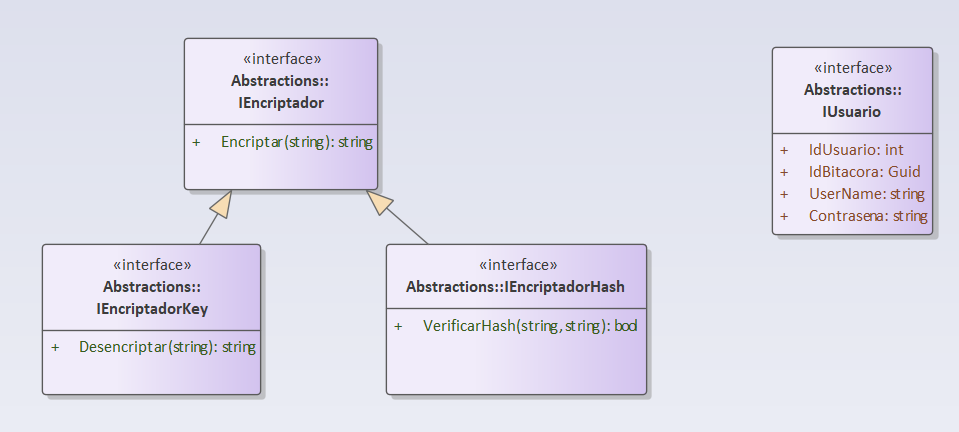 «interface»
Abstractions::
IEncriptador
+ Encriptar(string): string
«interface»
Abstractions::
IUsuario
+ IdUsuario: int
+ IdBitacora: Guid
+ UserName: string
+ Contrasena: string
«interface»
Abstractions::
IEncriptadorKey
+ Desencriptar(string): string
«interface»
Abstractions::IEncriptadorHash
+ VerificarHash(string, string): bool